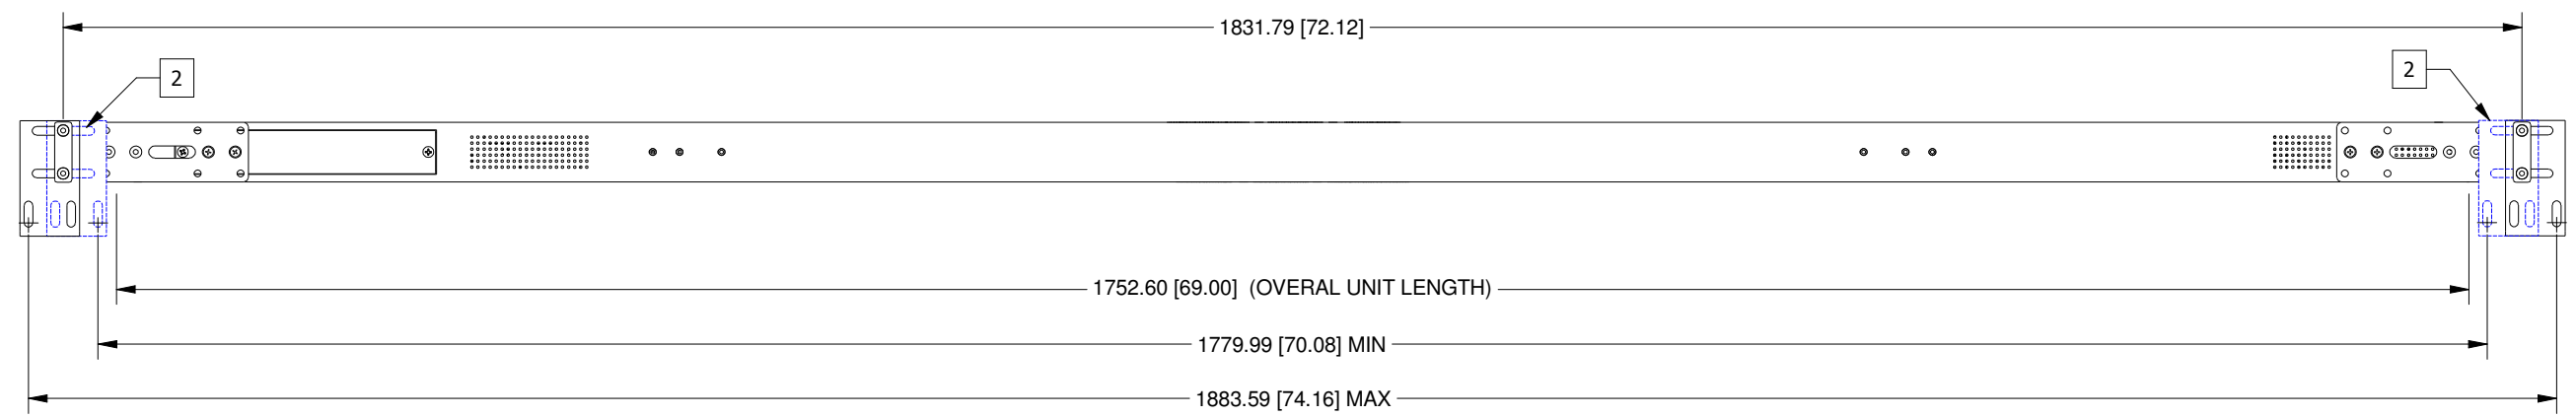 1831.79 [72.12]
2
2
1752.60 [69.00] (OVERAL UNIT LENGTH)
1779.99 [70.08] MIN
1883.59 [74.16] MAX